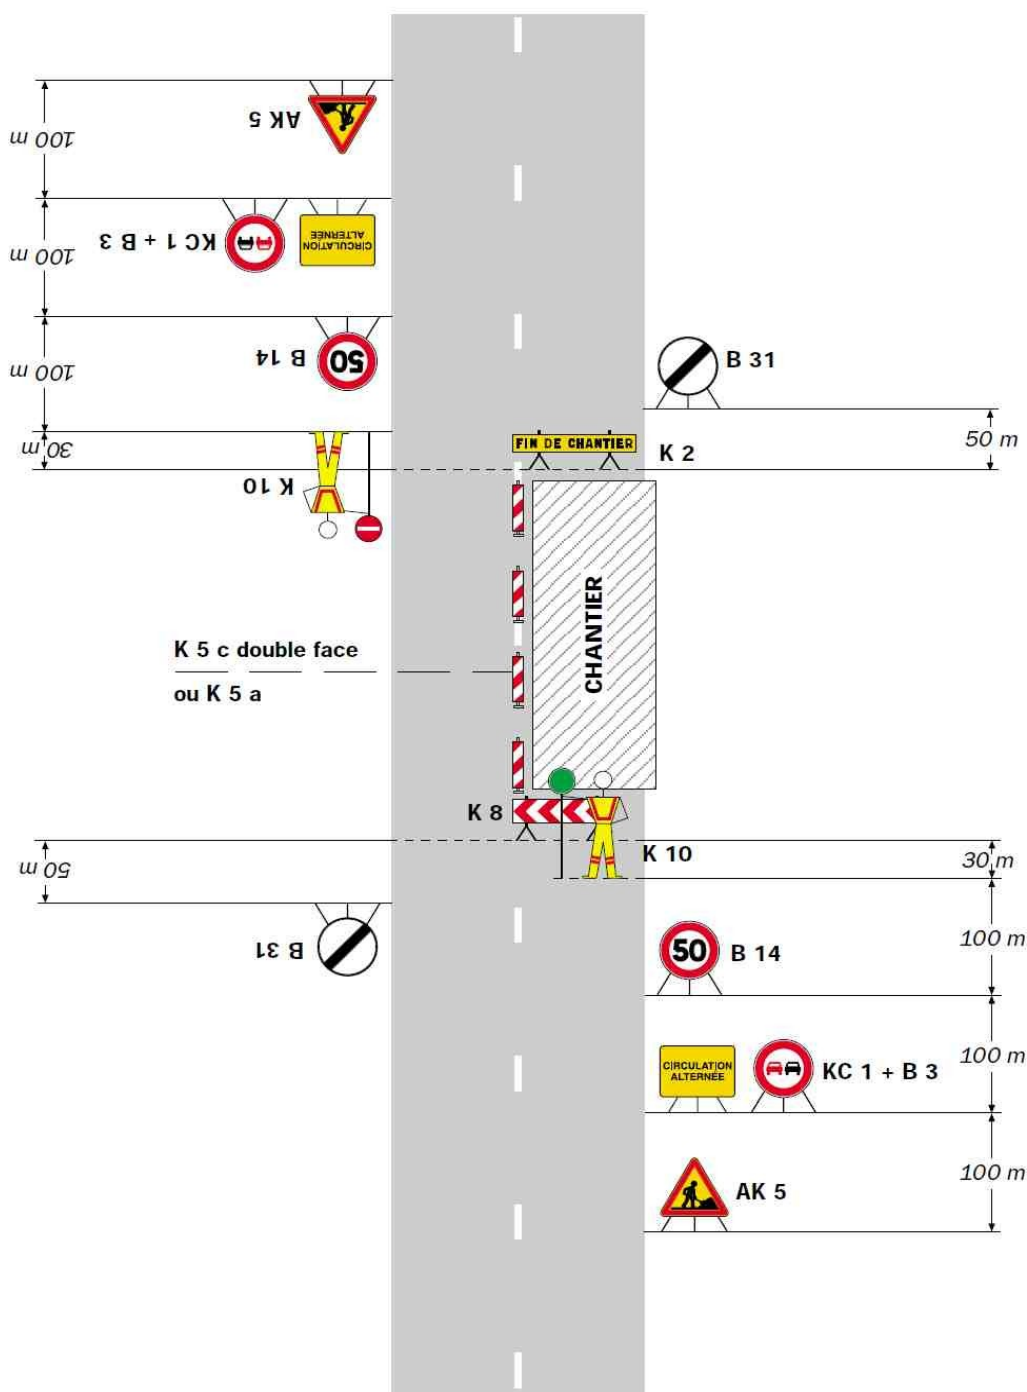 AK 5
100 m
KC 1 + B 3
CIRCULATION
ALTERNÉE
100 m
B 14
50
100 m
B 31
50 m
FIN DE CHANTIER
K 2
30 m
K 10
CHANTIER
K 5 c double face
ou K 5 a
K 8
K 10
30 m
50 m
B 31
50
B 14
100 m
CIRCULATION
ALTERNÉE
KC 1 + B 3
100 m
AK 5
100 m